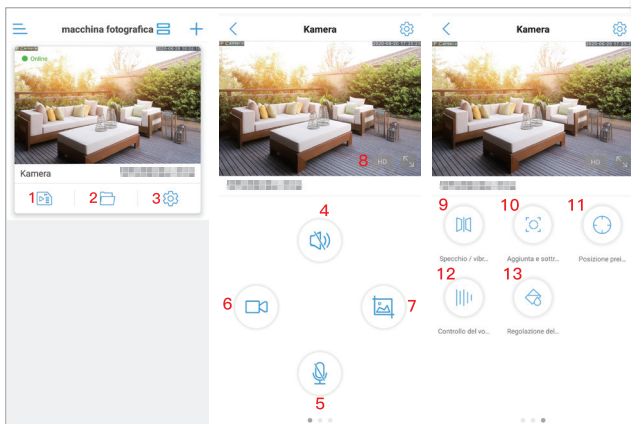 macchina fotografica
Online
Kamera
1
2
3
Kamera
8
HD
4
6
7
5
Kamera
HD
9
10
11
Specchio / vibr...
Aggiunta e sottr...
Posizione prei...
12
13
Controllo del vo...
Regolazione del...